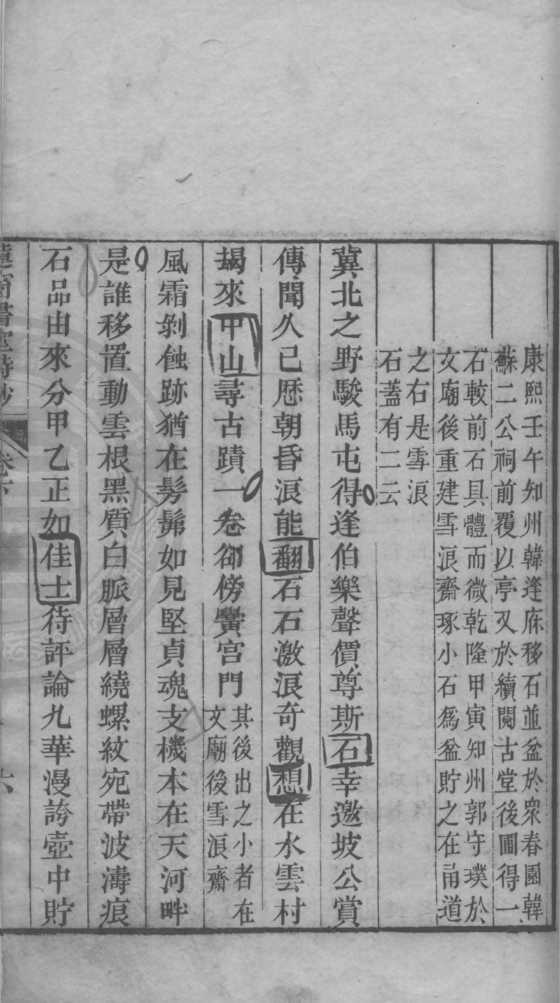 康熙壬午知州韓逢庥移石並盆於衆春園韓
蘇二公祠前覆以亭又於續閱古堂後圃得一
石較前石具體而微乾隆甲寅知州郭守璞於
文廟後重建雪浪齋琢小石爲盆貯之在甬道
之右是雪浪
石蓋有二云
冀北之野駿馬屯得逢伯樂聲價尊斯石幸邀坡公賞
傳聞久已歷朝昏浪能翻石石激浪奇觀想在水雲村
朅來中山尋古蹟一卷卻傍黌宮門其後出之小者在
文廟後雪浪齋
風霜剝蝕跡猶在髣髴如見堅貞魂支機本在天河畔
是誰移置動雲根黑質白脈層層繞螺紋宛帶波濤痕
石品由來分甲乙正如佳士待評論九華漫誇壺中貯
書室詩抄
卷六
六